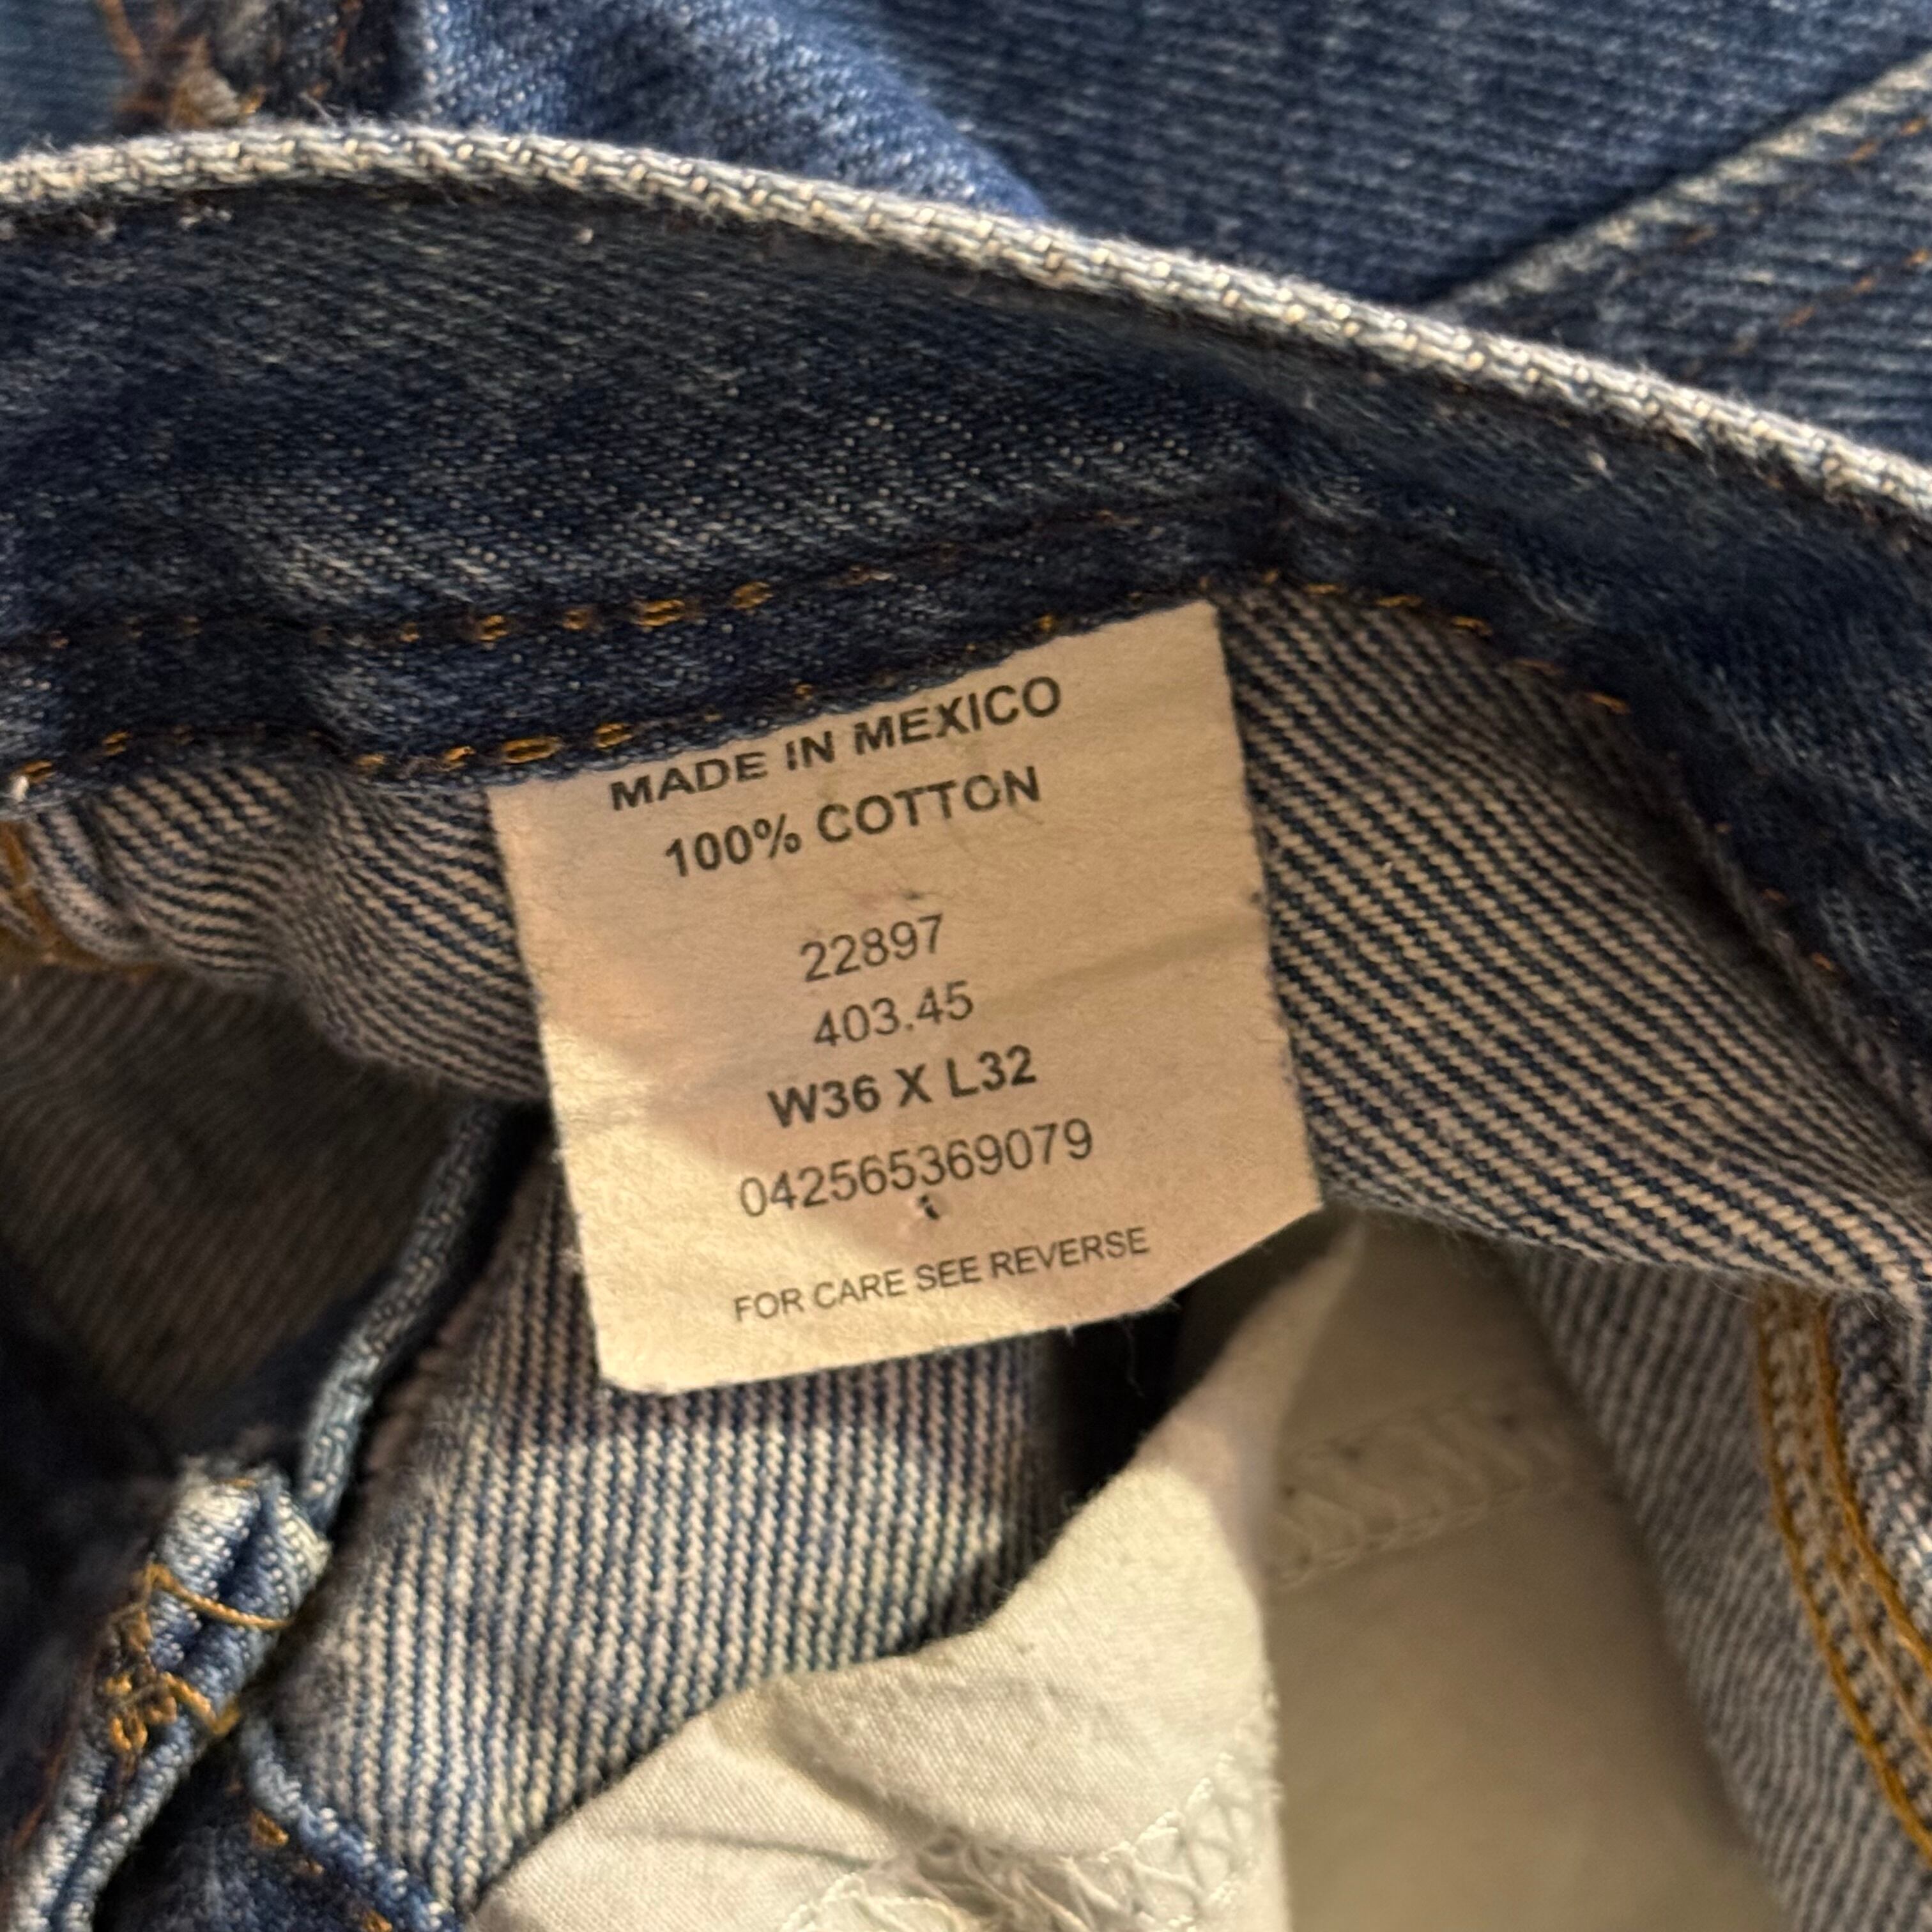 MADE IN MEXICO
100% COTTON
22897
403.45
W36 X L32
042565369079
FOR CARE SEE REVERSE